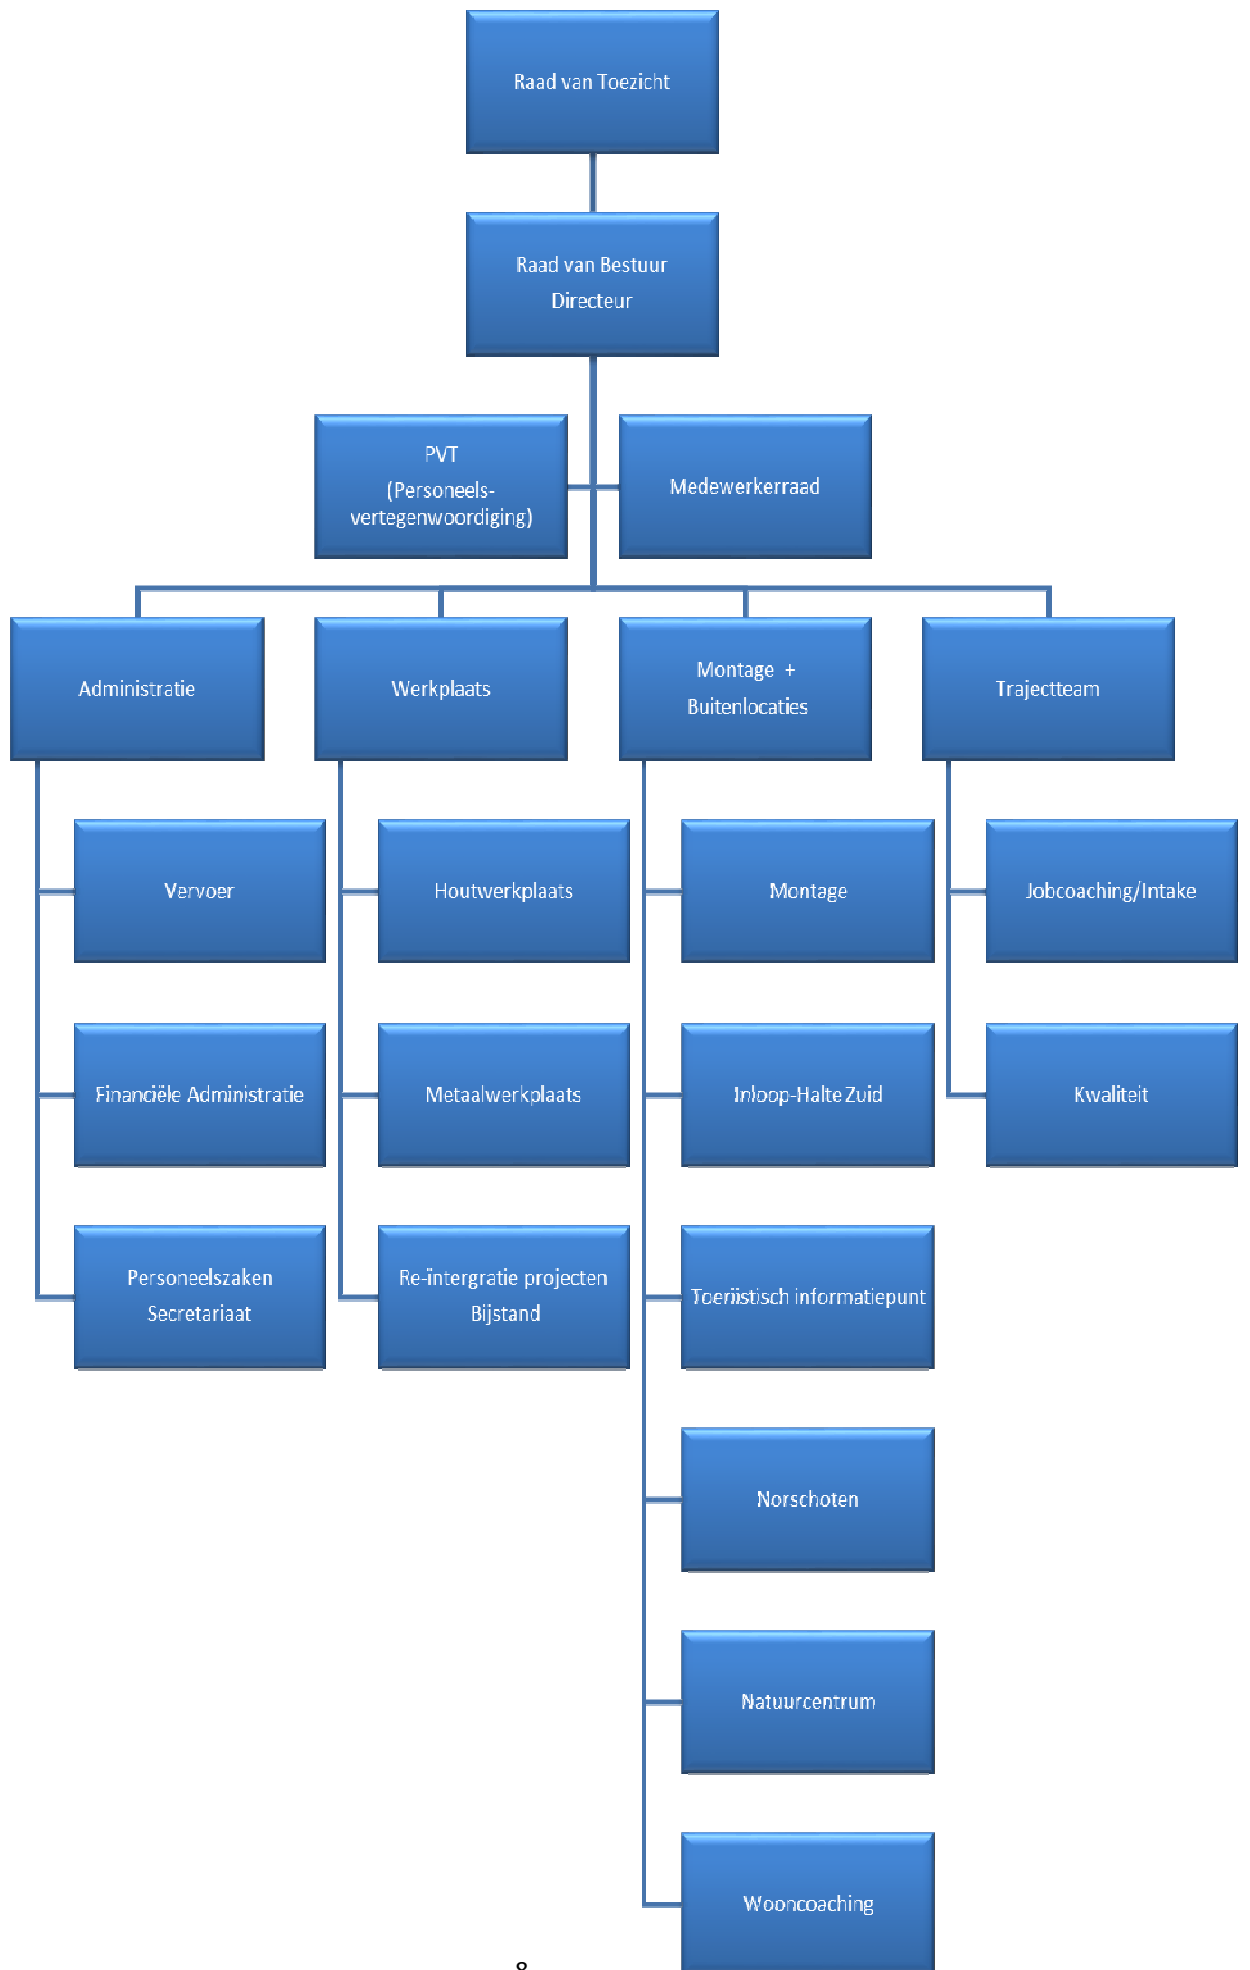 Raad van Toezicht
Raad van Bestuur
Directeur
PVT
(Personeels-
vertegenwoordiging)
Medewerkerraad
Administratie
Werkplaats
Montage +
Buitenlocaties
Trajectteam
Vervoer
Houtwerkplaats
Montage
Jobcoaching/Intake
Financiële Administratie
Metaalwerkplaats
Inloop-Halte Zuid
Kwaliteit
Personeelszaken
Secretariaat
Re-intergratie projecten
Bijstand
Toeristisch informatiepunt
Norschoten
Natuurcentrum
Wooncoaching
8